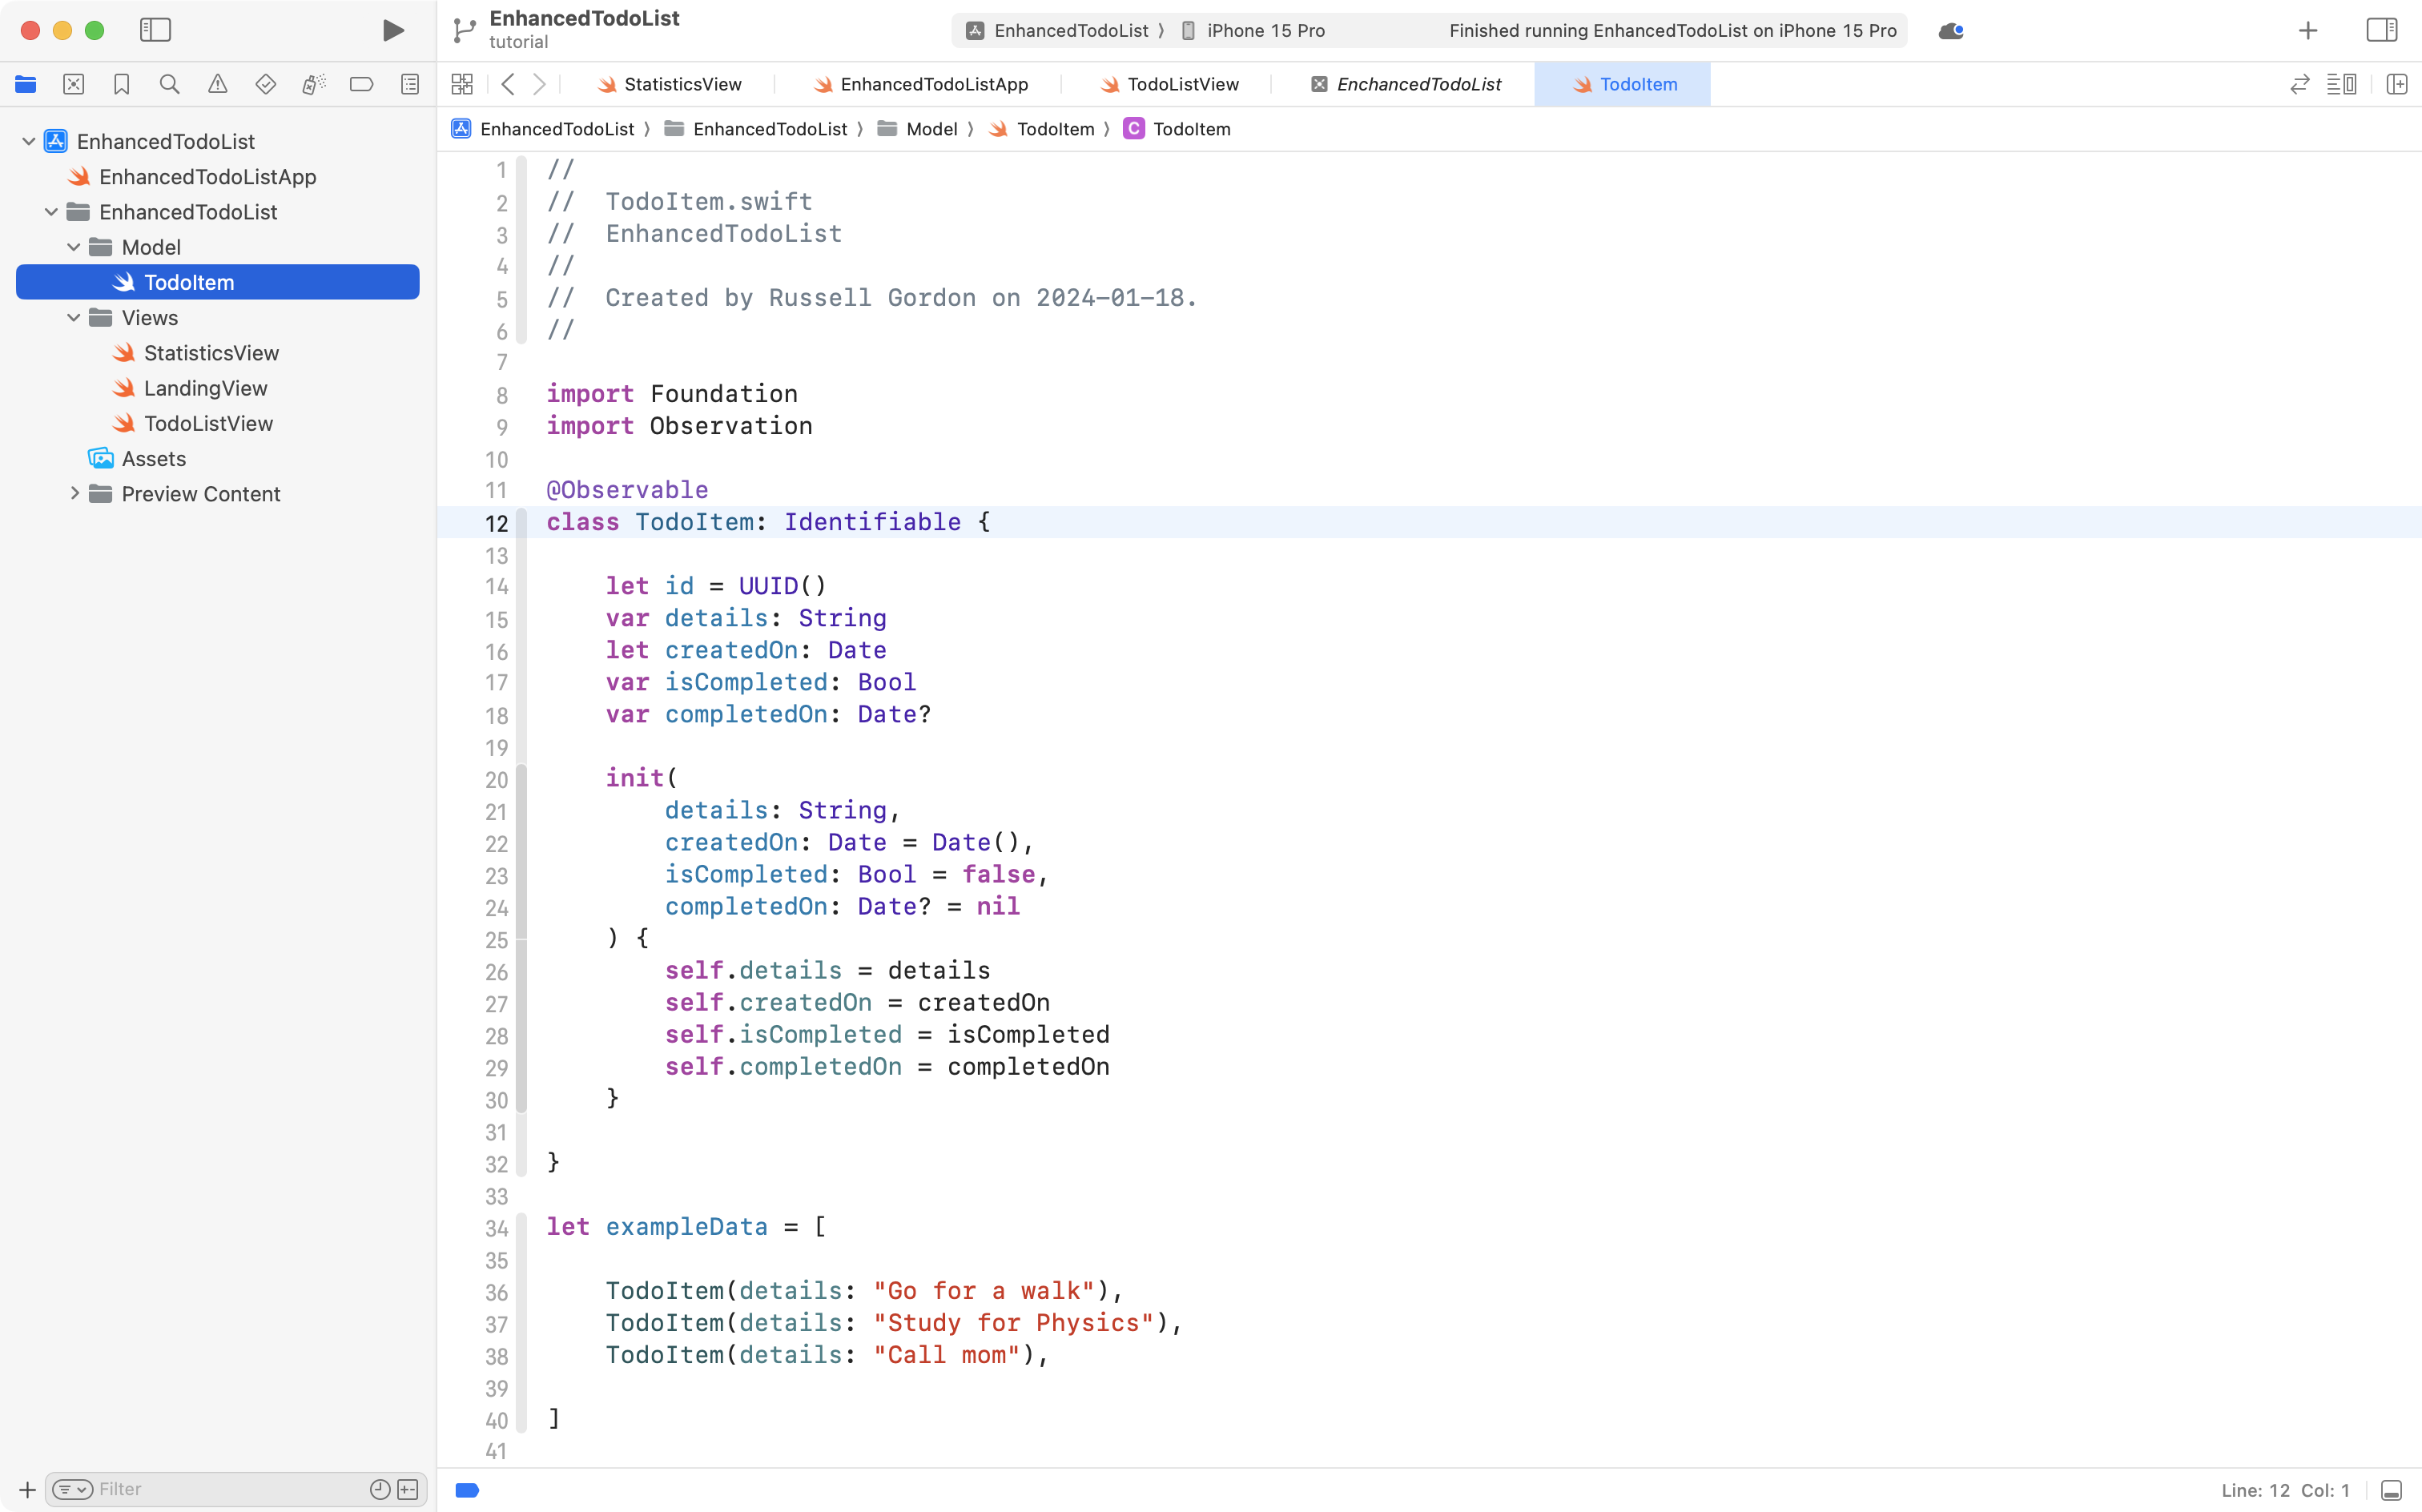 EnhancedTodoList
tutorial
EnhancedTodoList ⟩ iPhone 15 Pro
Finished running EnhancedTodoList on iPhone 15 Pro
StatisticsView
EnhancedTodoListApp
TodoListView
EnchancedTodoList
TodoItem
EnhancedTodoList ⟩ EnhancedTodoList ⟩ Model ⟩ TodoItem ⟩ C TodoItem
EnhancedTodoList
EnhancedTodoListApp
EnhancedTodoList
Model
TodoItem
Views
StatisticsView
LandingView
TodoListView
Assets
Preview Content
Filter
1 //
2 //  TodoItem.swift
3 //  EnhancedTodoList
4 //
5 //  Created by Russell Gordon on 2024-01-18.
6 //
7
8 import Foundation
9 import Observation
10
11 @Observable
12 class TodoItem: Identifiable {
13
14     let id = UUID()
15     var details: String
16     let createdOn: Date
17     var isCompleted: Bool
18     var completedOn: Date?
19
20     init(
21         details: String,
22         createdOn: Date = Date(),
23         isCompleted: Bool = false,
24         completedOn: Date? = nil
25     ) {
26         self.details = details
27         self.createdOn = createdOn
28         self.isCompleted = isCompleted
29         self.completedOn = completedOn
30     }
31
32 }
33
34 let exampleData = [
35
36     TodoItem(details: "Go for a walk"),
37     TodoItem(details: "Study for Physics"),
38     TodoItem(details: "Call mom"),
39
40 ]
41
Line: 12  Col: 1